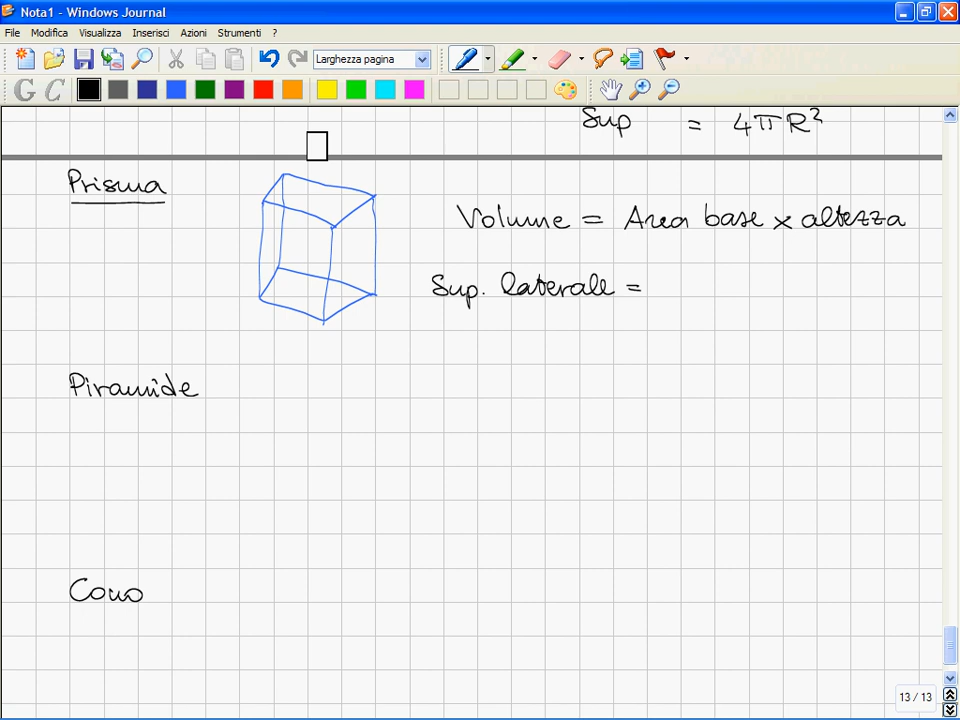 Nota1 - Windows Journal
File Modifica Visualizza Inserisci Azioni Strumenti ?
Larghezza pagina
G C
Sup = 4πR²
Prisma
Volume = Area base x altezza
Sup. laterale =
Piramide
Cono
13 / 13